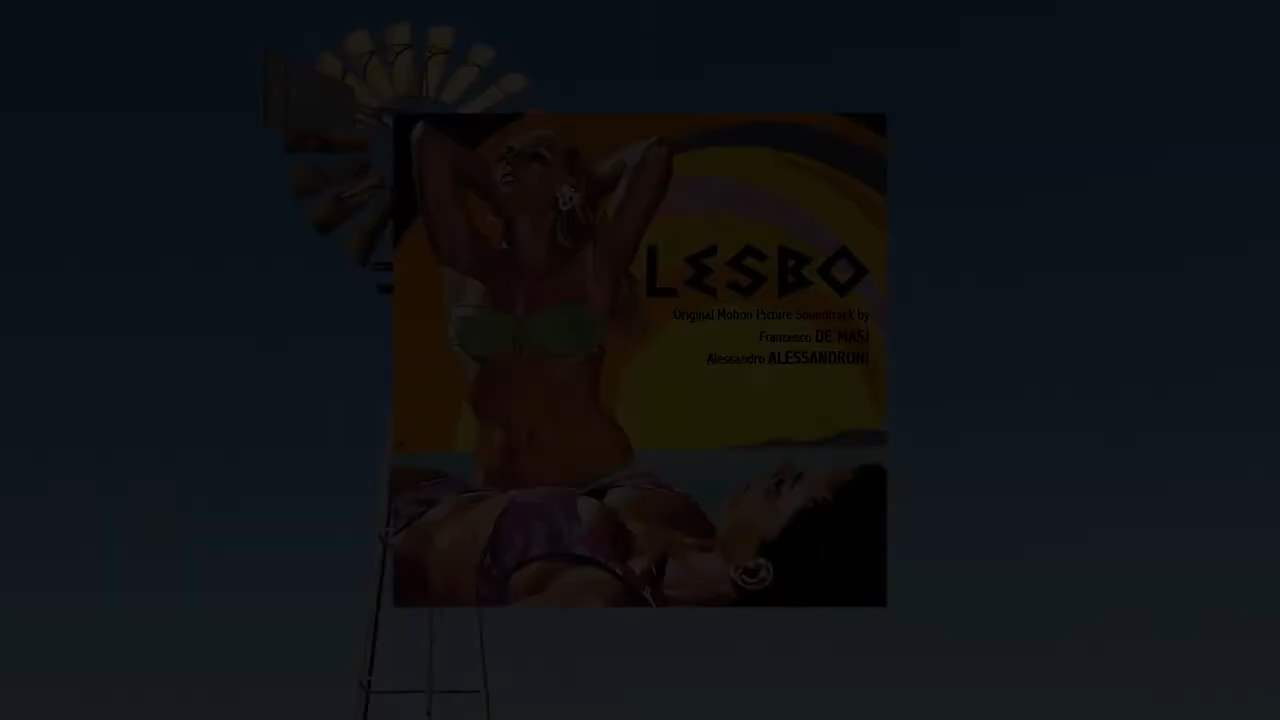 LESBO
Original Motion Picture Soundtrack by
Francesco DE MASI
Alessandro ALESSANDRONI